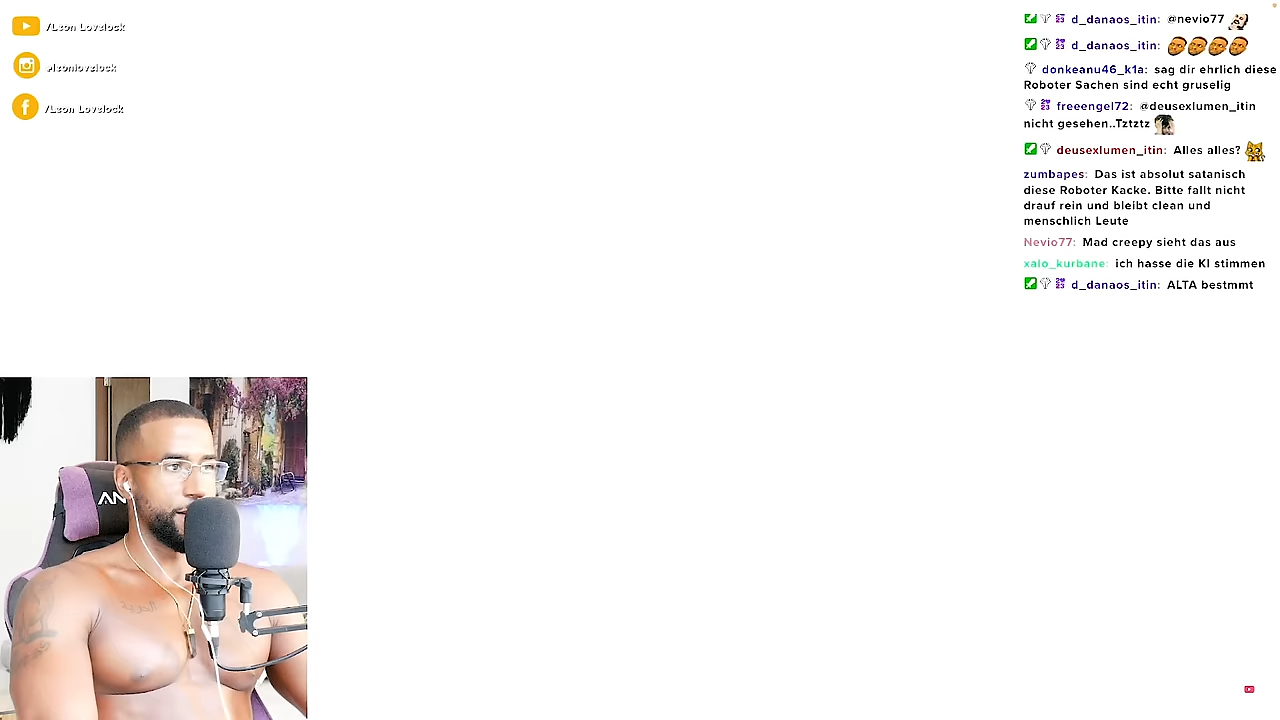 /Leon Lovelock
#leonlovelock
/Leon Lovelock
d_danaos_itin: @nevio77
d_danaos_itin:
donkeanu46_k1a: sag dir ehrlich diese
Roboter Sachen sind echt gruselig
freeengel72: @deusexlumen_itin
nicht gesehen..Tztztz
deusexlumen_itin: Alles alles?
zumbapes: Das ist absolut satanisch
diese Roboter Kacke. Bitte fallt nicht
drauf rein und bleibt clean und
menschlich Leute
Nevio77: Mad creepy sieht das aus
xalo_kurbane: ich hasse die KI stimmen
d_danaos_itin: ALTA bestmmt
AN